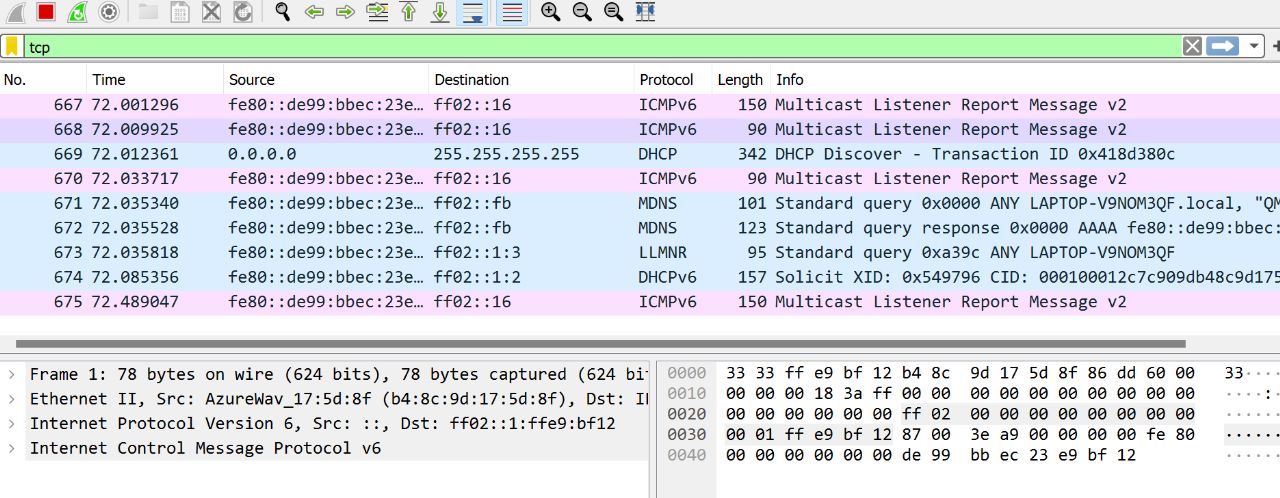 tcp
No. Time Source Destination Protocol Length Info
667 72.001296 fe80::de99:bbec:23e… ff02::16 ICMPv6 150 Multicast Listener Report Message v2
668 72.009925 fe80::de99:bbec:23e… ff02::16 ICMPv6 90 Multicast Listener Report Message v2
669 72.012361 0.0.0.0 255.255.255.255 DHCP 342 DHCP Discover - Transaction ID 0x418d380c
670 72.033717 fe80::de99:bbec:23e… ff02::16 ICMPv6 90 Multicast Listener Report Message v2
671 72.035340 fe80::de99:bbec:23e… ff02::fb MDNS 101 Standard query 0x0000 ANY LAPTOP-V9NOM3QF.local, "QM
672 72.035528 fe80::de99:bbec:23e… ff02::fb MDNS 123 Standard query response 0x0000 AAAA fe80::de99:bbec:
673 72.035818 fe80::de99:bbec:23e… ff02::1:3 LLMNR 95 Standard query 0xa39c ANY LAPTOP-V9NOM3QF
674 72.085356 fe80::de99:bbec:23e… ff02::1:2 DHCPv6 157 Solicit XID: 0x549796 CID: 000100012c7c909db48c9d175
675 72.489047 fe80::de99:bbec:23e… ff02::16 ICMPv6 150 Multicast Listener Report Message v2
Frame 1: 78 bytes on wire (624 bits), 78 bytes captured (624 bi
Ethernet II, Src: AzureWav_17:5d:8f (b4:8c:9d:17:5d:8f), Dst: I
Internet Protocol Version 6, Src: ::, Dst: ff02::1:ffe9:bf12
Internet Control Message Protocol v6
0000 33 33 ff e9 bf 12 b4 8c 9d 17 5d 8f 86 dd 60 00 33·····
0010 00 00 00 18 3a ff 00 00 00 00 00 00 00 00 00 00 ····:·
0020 00 00 00 00 00 00 ff 02 00 00 00 00 00 00 00 00 ······
0030 00 01 ff e9 bf 12 87 00 3e a9 00 00 00 00 fe 80 ······
0040 00 00 00 00 00 00 de 99 bb ec 23 e9 bf 12 ······